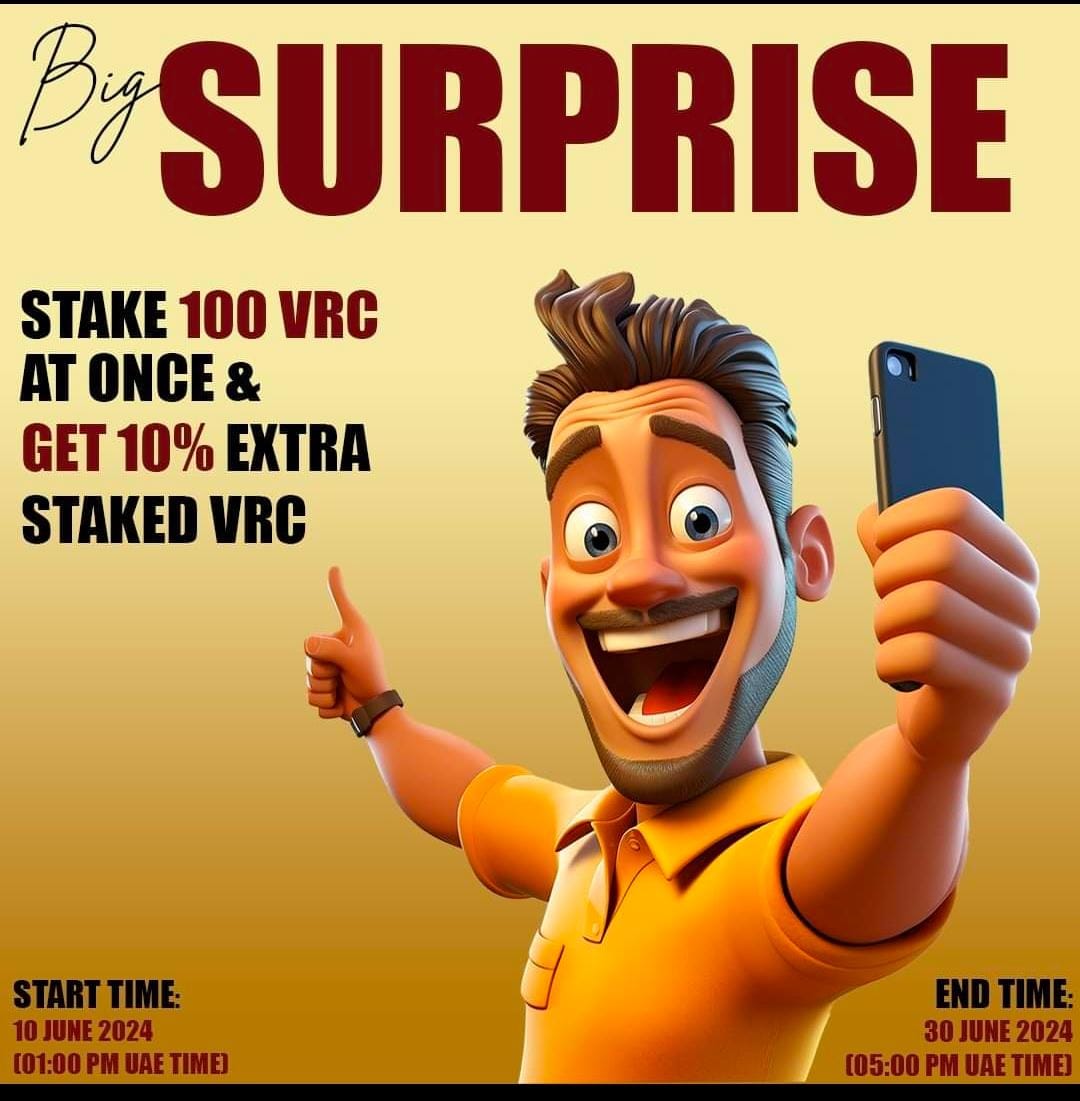 Big SURPRISE
STAKE 100 VRC
AT ONCE &
GET 10% EXTRA
STAKED VRC
START TIME:
10 JUNE 2024
(01:00 PM UAE TIME)
END TIME:
30 JUNE 2024
(05:00 PM UAE TIME)